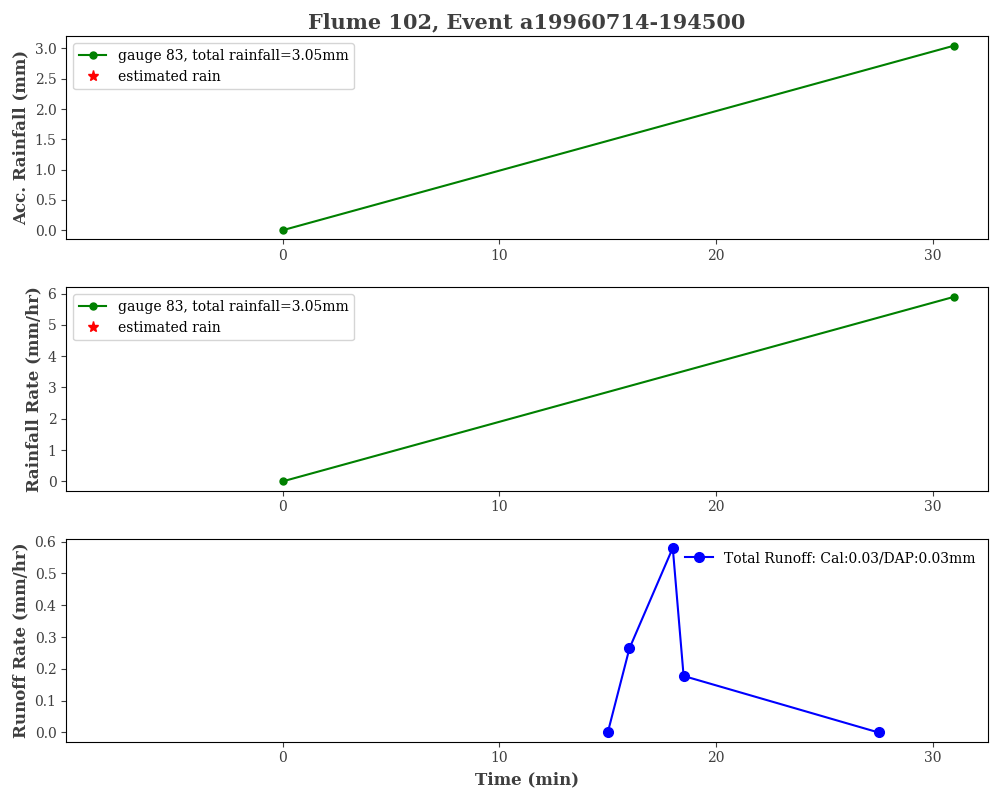 Flume 102, Event a19960714-194500
Acc. Rainfall (mm)
3.0
2.5
2.0
1.5
1.0
0.5
0.0
gauge 83, total rainfall=3.05mm
estimated rain
0 10 20 30
Rainfall Rate (mm/hr)
6
5
4
3
2
1
0
gauge 83, total rainfall=3.05mm
estimated rain
0 10 20 30
Runoff Rate (mm/hr)
0.6
0.5
0.4
0.3
0.2
0.1
0.0
Total Runoff: Cal:0.03/DAP:0.03mm
0 10 20 30
Time (min)